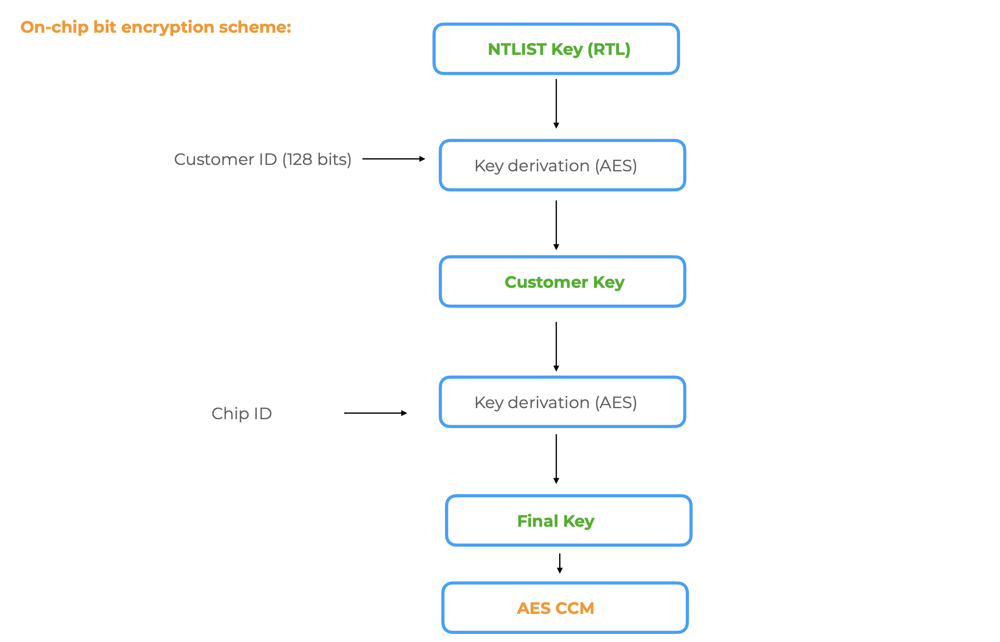 On-chip bit encryption scheme:
NTLIST Key (RTL)
Customer ID (128 bits)
Key derivation (AES)
Customer Key
Key derivation (AES)
Chip ID
Final Key
AES CCM